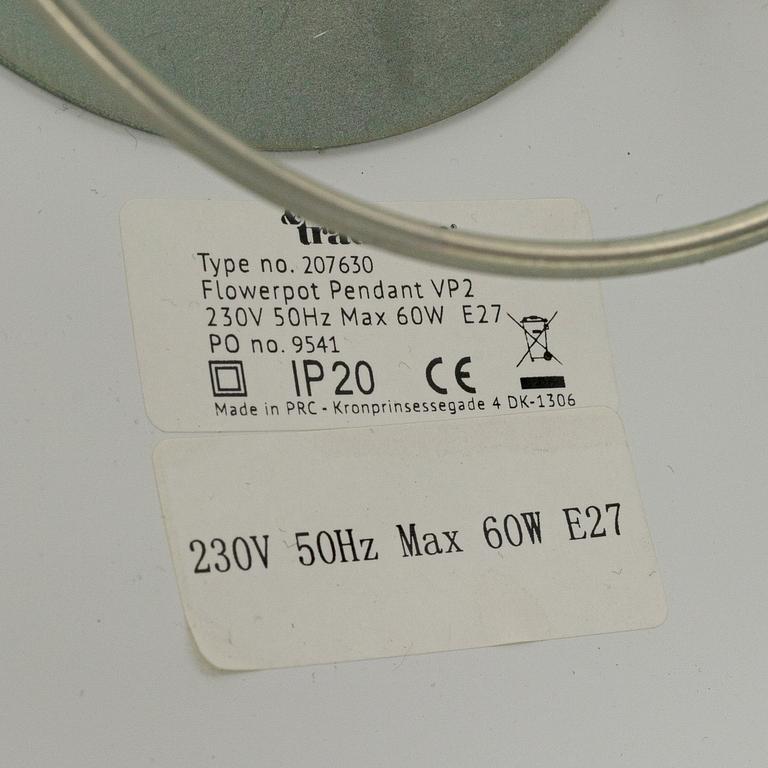 &
Type no. 207630
Flowerpot Pendant VP2
230V 50Hz Max 60W E27
PO no. 9541
IP20 CE
Made in PRC - Kronprinsessegade 4 DK-1306
230V 50Hz Max 60W E27